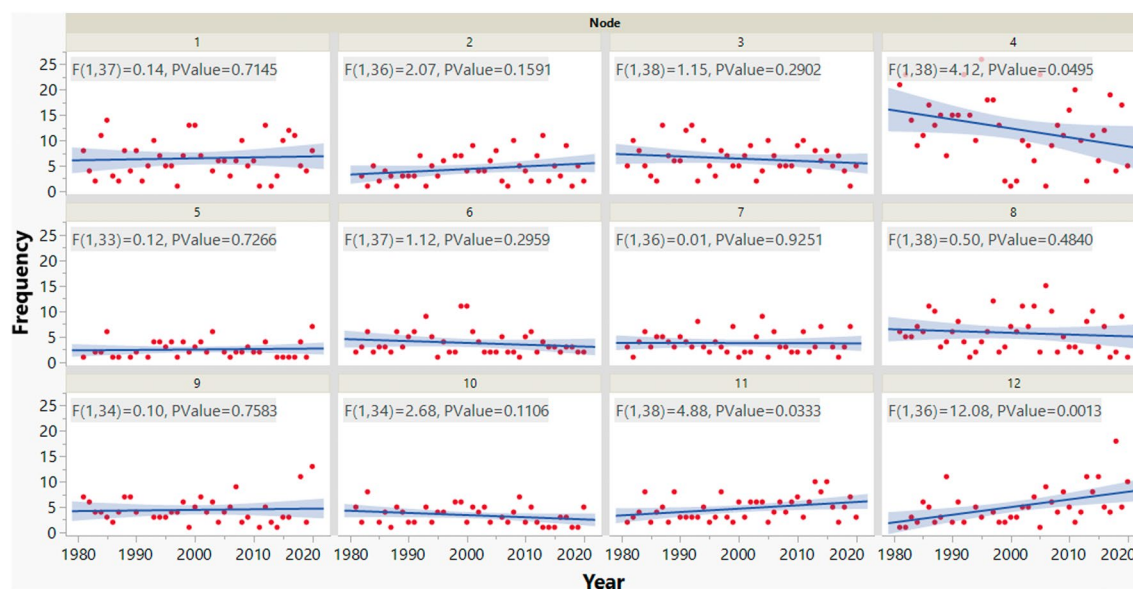 Node
1 2 3 4
F(1,37)=0.14, PValue=0.7145 F(1,36)=2.07, PValue=0.1591 F(1,38)=1.15, PValue=0.2902 F(1,38)=4.12, PValue=0.0495
25
20
15
10
5
0
5 6 7 8
F(1,33)=0.12, PValue=0.7266 F(1,37)=1.12, PValue=0.2959 F(1,36)=0.01, PValue=0.9251 F(1,38)=0.50, PValue=0.4840
25
20
15
10
5
0
Frequency
9 10 11 12
F(1,34)=0.10, PValue=0.7583 F(1,34)=2.68, PValue=0.1106 F(1,38)=4.88, PValue=0.0333 F(1,36)=12.08, PValue=0.0013
25
20
15
10
5
0
1980 1990 2000 2010 2020 1980 1990 2000 2010 2020 1980 1990 2000 2010 2020 1980 1990 2000 2010 2020
Year